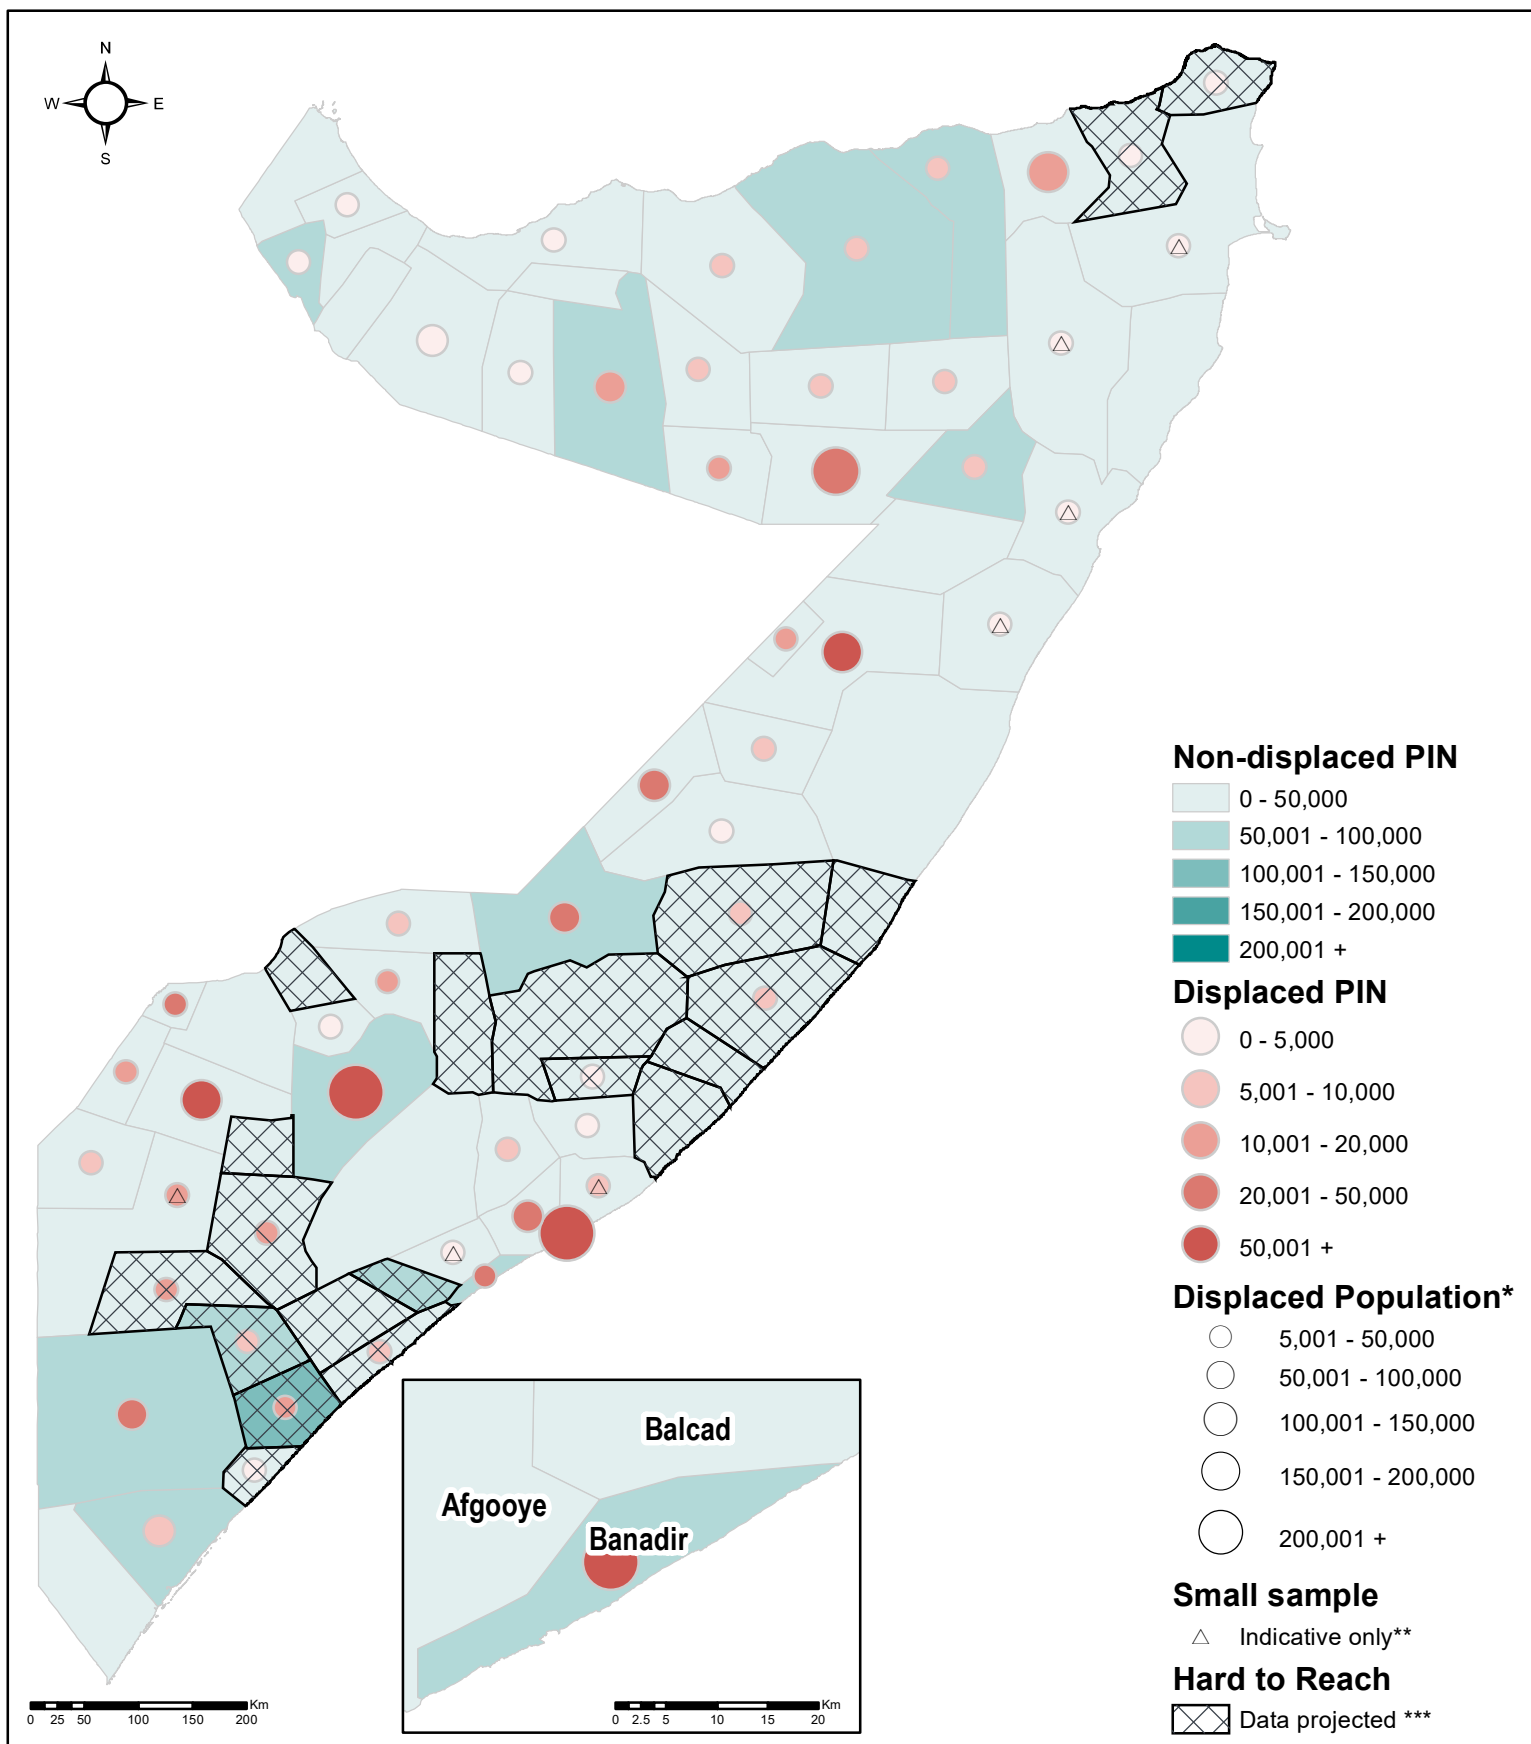 N
W
E
S
Non-displaced PIN
0 - 50,000
50,001 - 100,000
100,001 - 150,000
150,001 - 200,000
200,001 +
Displaced PIN
0 - 5,000
5,001 - 10,000
10,001 - 20,000
20,001 - 50,000
50,001 +
Displaced Population*
5,001 - 50,000
50,001 - 100,000
100,001 - 150,000
150,001 - 200,000
200,001 +
Small sample
Indicative only**
Hard to Reach
Data projected ***
Balcad
Afgooye
Banadir
Km
0 25 50 100 150 200
Km
0 2.5 5 10 15 20